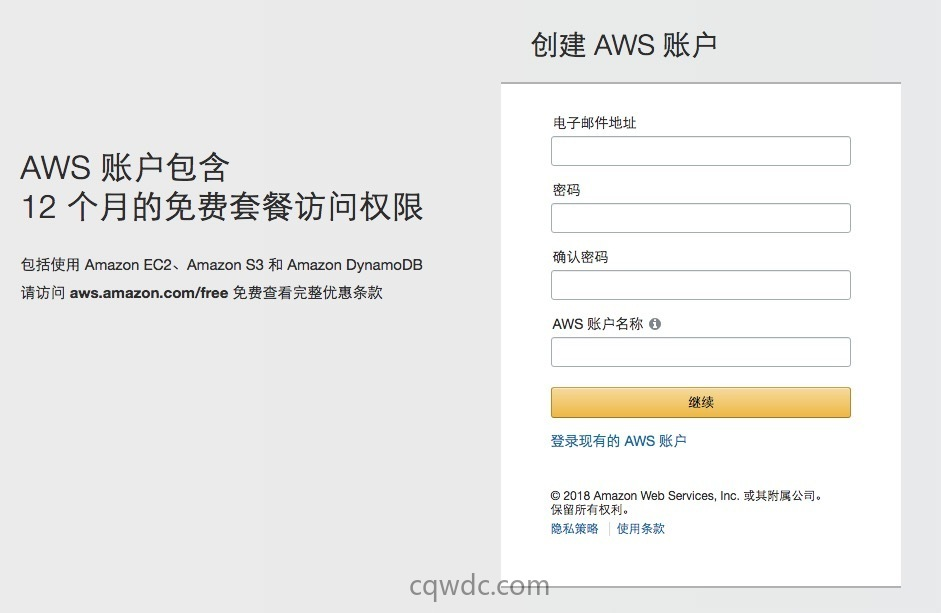 创建 AWS 账户
AWS 账户包含
12 个月的免费套餐访问权限
包括使用 Amazon EC2、Amazon S3 和 Amazon DynamoDB
请访问 aws.amazon.com/free 免费查看完整优惠条款
电子邮件地址
密码
确认密码
AWS 账户名称
继续
登录现有的 AWS 账户
© 2018 Amazon Web Services, Inc. 或其附属公司。
保留所有权利。
隐私策略 | 使用条款
cqwdc.com